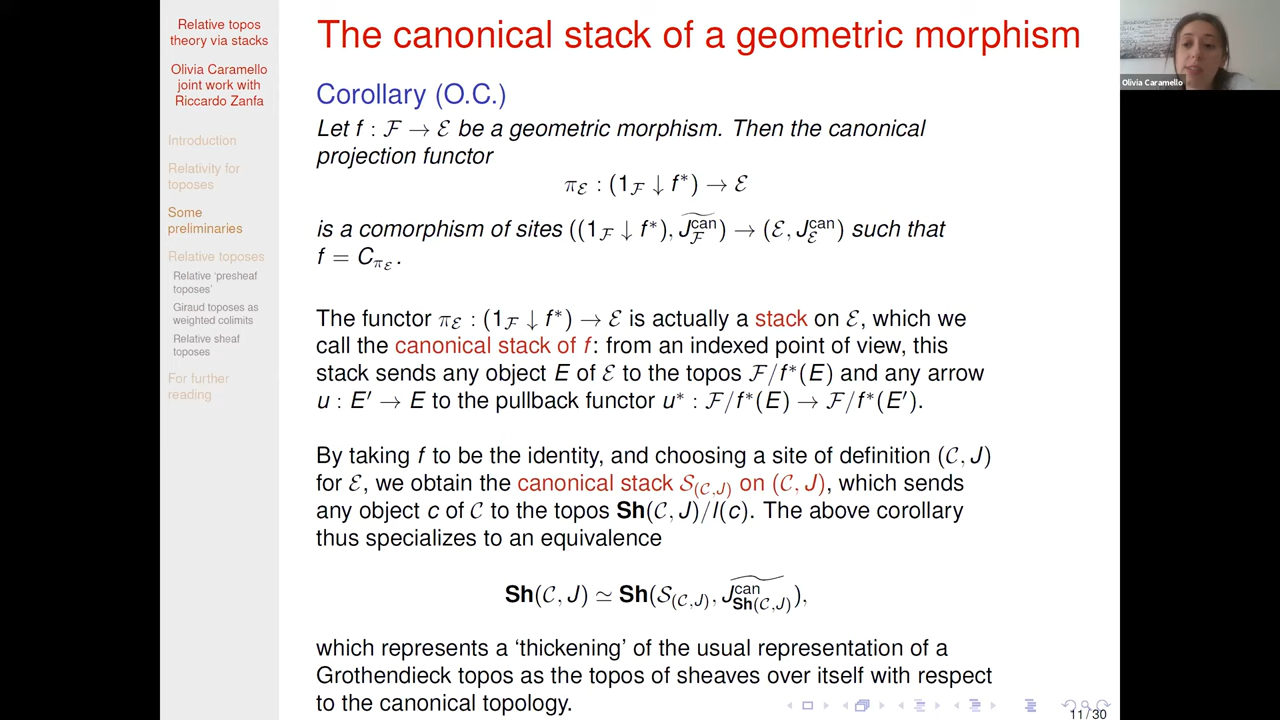 Relative topos
theory via stacks
Olivia Caramello
joint work with
Riccardo Zanfa
Introduction
Relativity for
toposes
Some
preliminaries
Relative toposes
Relative 'presheaf
toposes'
Giraud toposes as
weighted colimits
Relative sheaf
toposes
For further
reading
The canonical stack of a geometric morphism
Corollary (O.C.)
Let f : ℱ → ℰ be a geometric morphism. Then the canonical
projection functor
π_ℰ : (1_ℱ ↓ f*) → ℰ
is a comorphism of sites ((1_ℱ ↓ f*), \widetilde{J^can_ℱ}) → (ℰ, J^can_ℰ) such that
f = C_{π_ℰ}.
The functor π_ℰ : (1_ℱ ↓ f*) → ℰ is actually a stack on ℰ, which we
call the canonical stack of f: from an indexed point of view, this
stack sends any object E of ℰ to the topos ℱ/f*(E) and any arrow
u : E′ → E to the pullback functor u* : ℱ/f*(E) → ℱ/f*(E′).
By taking f to be the identity, and choosing a site of definition (𝒞, J)
for ℰ, we obtain the canonical stack 𝒮_(𝒞,J) on (𝒞, J), which sends
any object c of 𝒞 to the topos Sh(𝒞, J)/l(c). The above corollary
thus specializes to an equivalence
Sh(𝒞, J) ≃ Sh(𝒮_(𝒞,J), \widetilde{J^can_{Sh(𝒞,J)}}),
which represents a 'thickening' of the usual representation of a
Grothendieck topos as the topos of sheaves over itself with respect
to the canonical topology.
11/30
Olivia Caramello